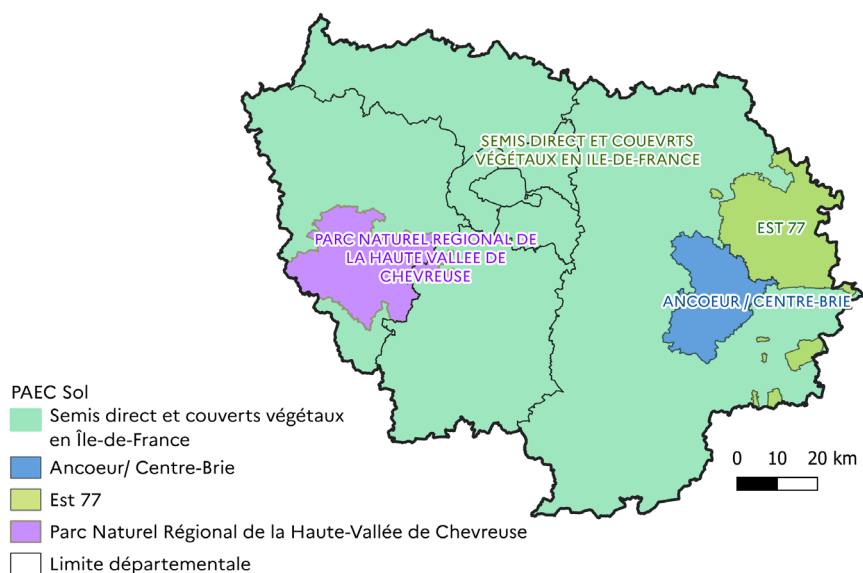 SEMIS DIRECT ET COUEVRTS
VÉGÉTAUX EN ILE-DE-FRANCE
EST 77
PARC NATUREL REGIONAL DE
LA HAUTE VALLEE DE
CHEVREUSE
ANCOEUR / CENTRE-BRIE
PAEC Sol
Semis direct et couverts végétaux
en Île-de-France
Ancoeur/ Centre-Brie
Est 77
Parc Naturel Régional de la Haute-Vallée de Chevreuse
Limite départementale
0 10 20 km